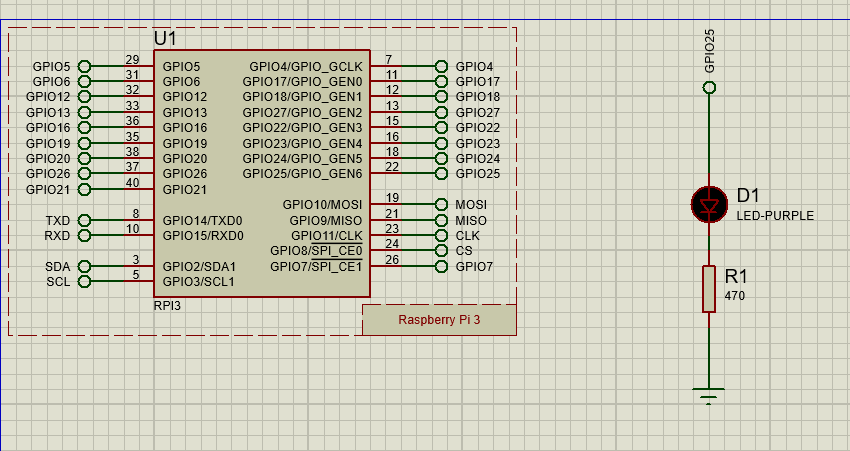 U1
GPIO5 29 GPIO5 GPIO4/GPIO_GCLK 7 GPIO4
GPIO6 31 GPIO6 GPIO17/GPIO_GEN0 11 GPIO17
GPIO12 32 GPIO12 GPIO18/GPIO_GEN1 12 GPIO18
GPIO13 33 GPIO13 GPIO27/GPIO_GEN2 13 GPIO27
GPIO16 36 GPIO16 GPIO22/GPIO_GEN3 15 GPIO22
GPIO19 35 GPIO19 GPIO23/GPIO_GEN4 16 GPIO23
GPIO20 38 GPIO20 GPIO24/GPIO_GEN5 18 GPIO24
GPIO26 37 GPIO26 GPIO25/GPIO_GEN6 22 GPIO25
GPIO21 40 GPIO21
GPIO10/MOSI 19 MOSI
TXD 8 GPIO14/TXD0 GPIO9/MISO 21 MISO
RXD 10 GPIO15/RXD0 GPIO11/CLK 23 CLK
GPIO8/SPI_CE0 24 CS
SDA 3 GPIO2/SDA1 GPIO7/SPI_CE1 26 GPIO7
SCL 5 GPIO3/SCL1
RPI3
Raspberry Pi 3
GPIO25
D1
LED-PURPLE
R1
470